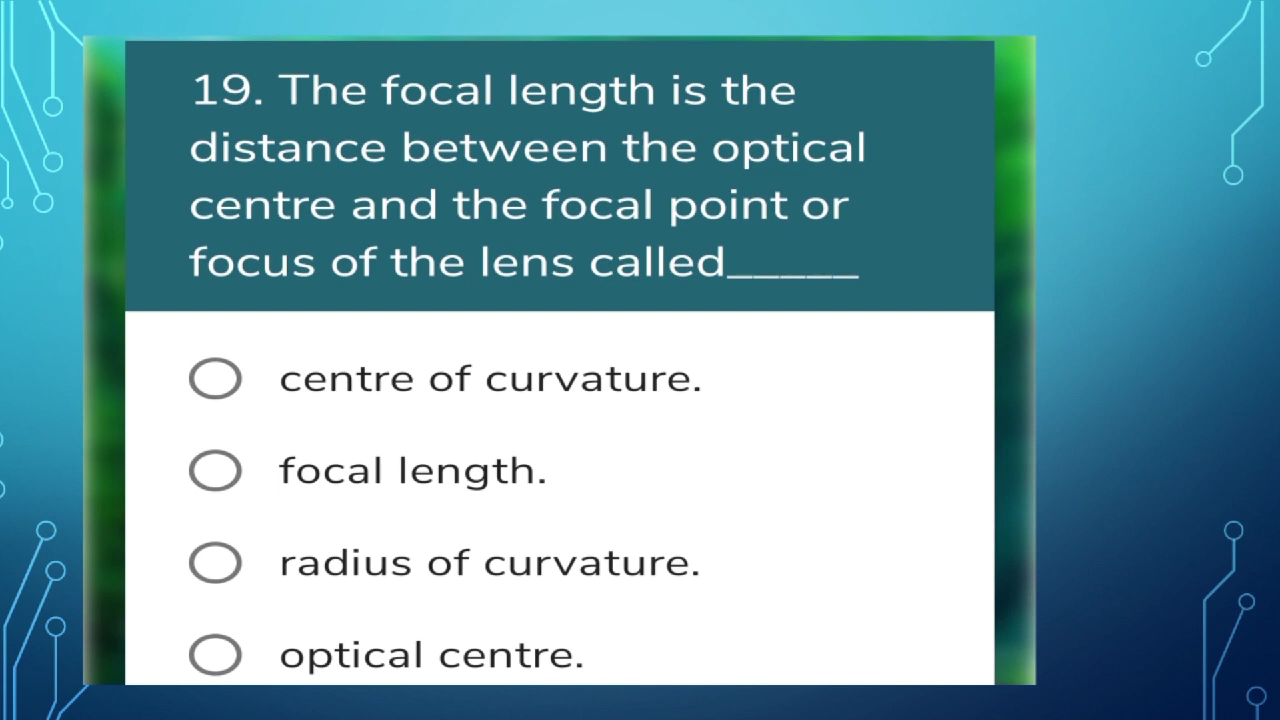 19. The focal length is the
distance between the optical
centre and the focal point or
focus of the lens called_____
centre of curvature.
focal length.
radius of curvature.
optical centre.